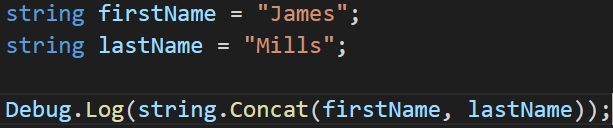 string firstName = "James";
string lastName = "Mills";
Debug.Log(string.Concat(firstName, lastName));